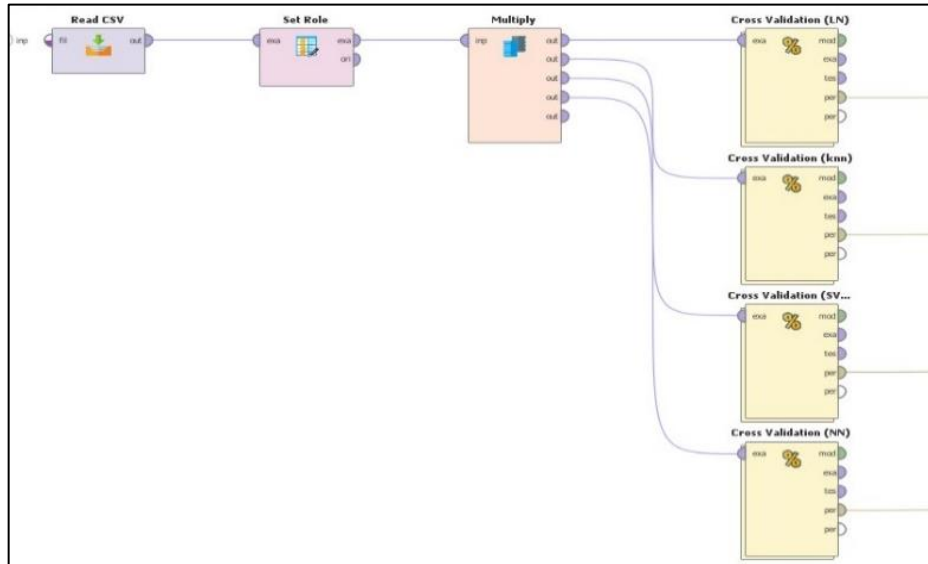 Read CSV
inp
fil
out
Set Role
exa
exa
ori
Multiply
inp
out
out
out
out
out
Cross Validation (LN)
exa
mod
exa
tes
per
per
Cross Validation (knn)
exa
mod
exa
tes
per
per
Cross Validation (SV...
exa
mod
exa
tes
per
per
Cross Validation (NN)
exa
mod
exa
tes
per
per